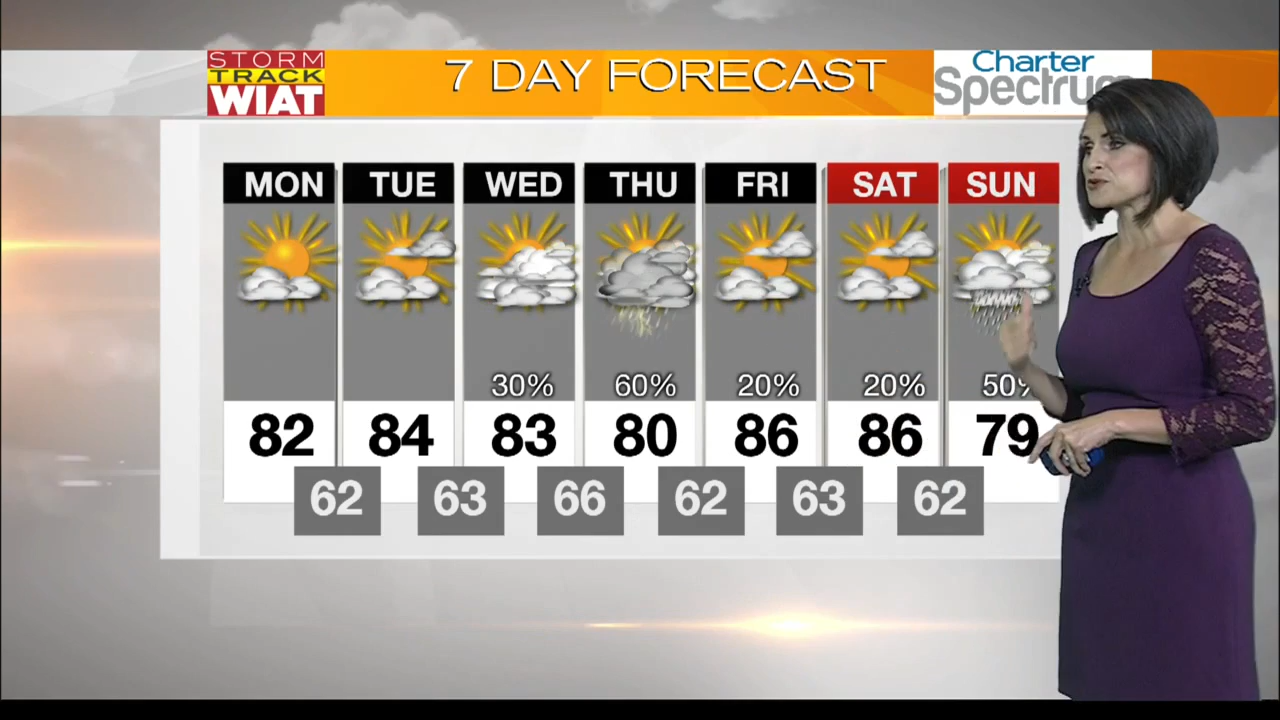 STORM
TRACK
WIAT
7 DAY FORECAST
Charter
Spectrum
MON TUE WED THU FRI SAT SUN
30% 60% 20% 20% 50%
82 84 83 80 86 86 79
62 63 66 62 63 62